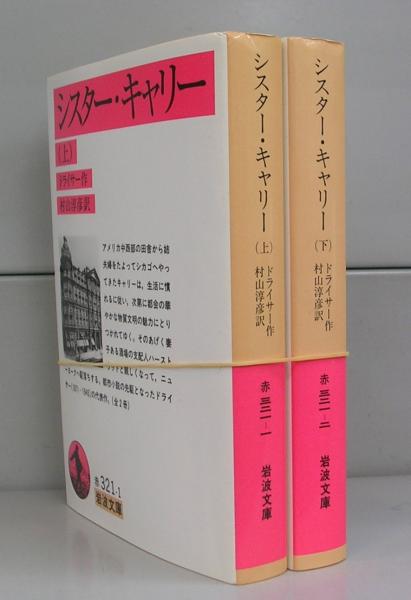 シスター・キャリー
(上)
ドライサー作
村山淳彦訳
アメリカ中西部の田舎から姉
夫婦をたよってシカゴへやっ
てきたキャリーは，生活に慣
れるに従い，次第に都会の華
やかな物質文明の魅力にとり
つかれてゆく．そのあげく妻
子ある酒場の支配人ハースト
ウッドと親しくなって，ニュ
ーヨークへ駆落ちする．都市小説の先駆となったドライ
サー(1871-1945)の代表作．(全2冊)
赤321-1
岩波文庫
シスター・キャリー(上)
ドライサー作
村山淳彦訳
赤三二一-一
岩波文庫
シスター・キャリー(下)
ドライサー作
村山淳彦訳
赤三二一-二
岩波文庫